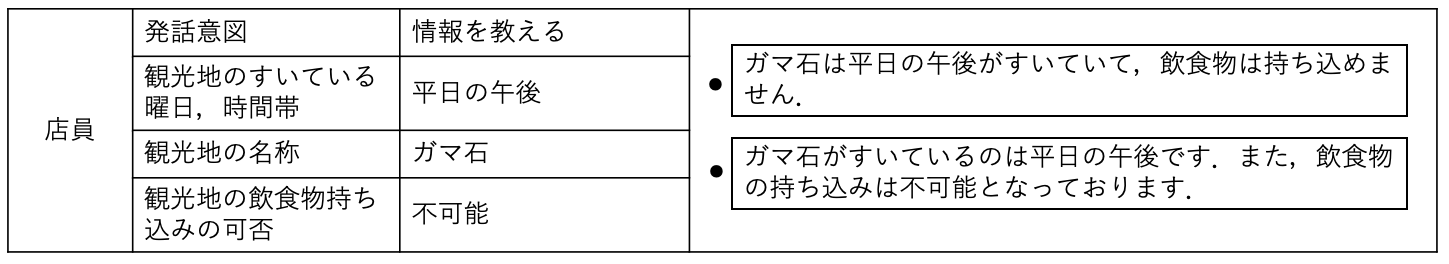 店員
発話意図
情報を教える
観光地のすいている
曜日，時間帯
平日の午後
観光地の名称
ガマ石
観光地の飲食物持ち
込みの可否
不可能
● ガマ石は平日の午後がすいていて，飲食物は持ち込めま
せん．
● ガマ石がすいているのは平日の午後です．また，飲食物
の持ち込みは不可能となっております．